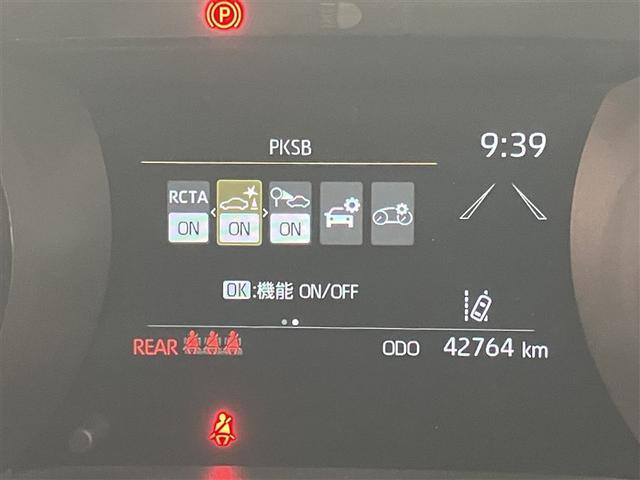 P
PKSB
9:39
RCTA
ON
ON
ON
OK:機能 ON/OFF
REAR
ODO 42764 km